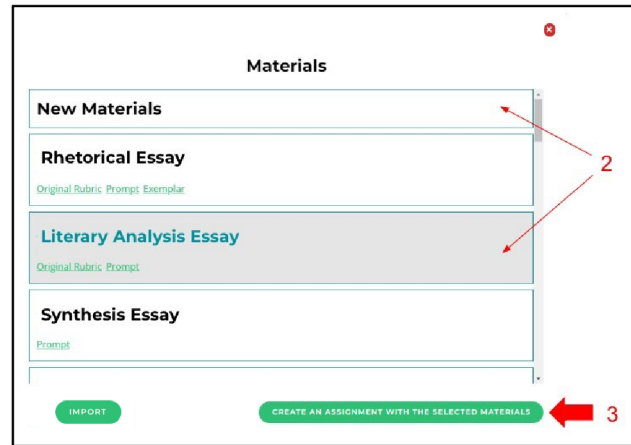 Materials
New Materials
Rhetorical Essay
Original Rubric Prompt Exemplar
2
Literary Analysis Essay
Original Rubric Prompt
Synthesis Essay
Prompt
IMPORT
CREATE AN ASSIGNMENT WITH THE SELECTED MATERIALS
3